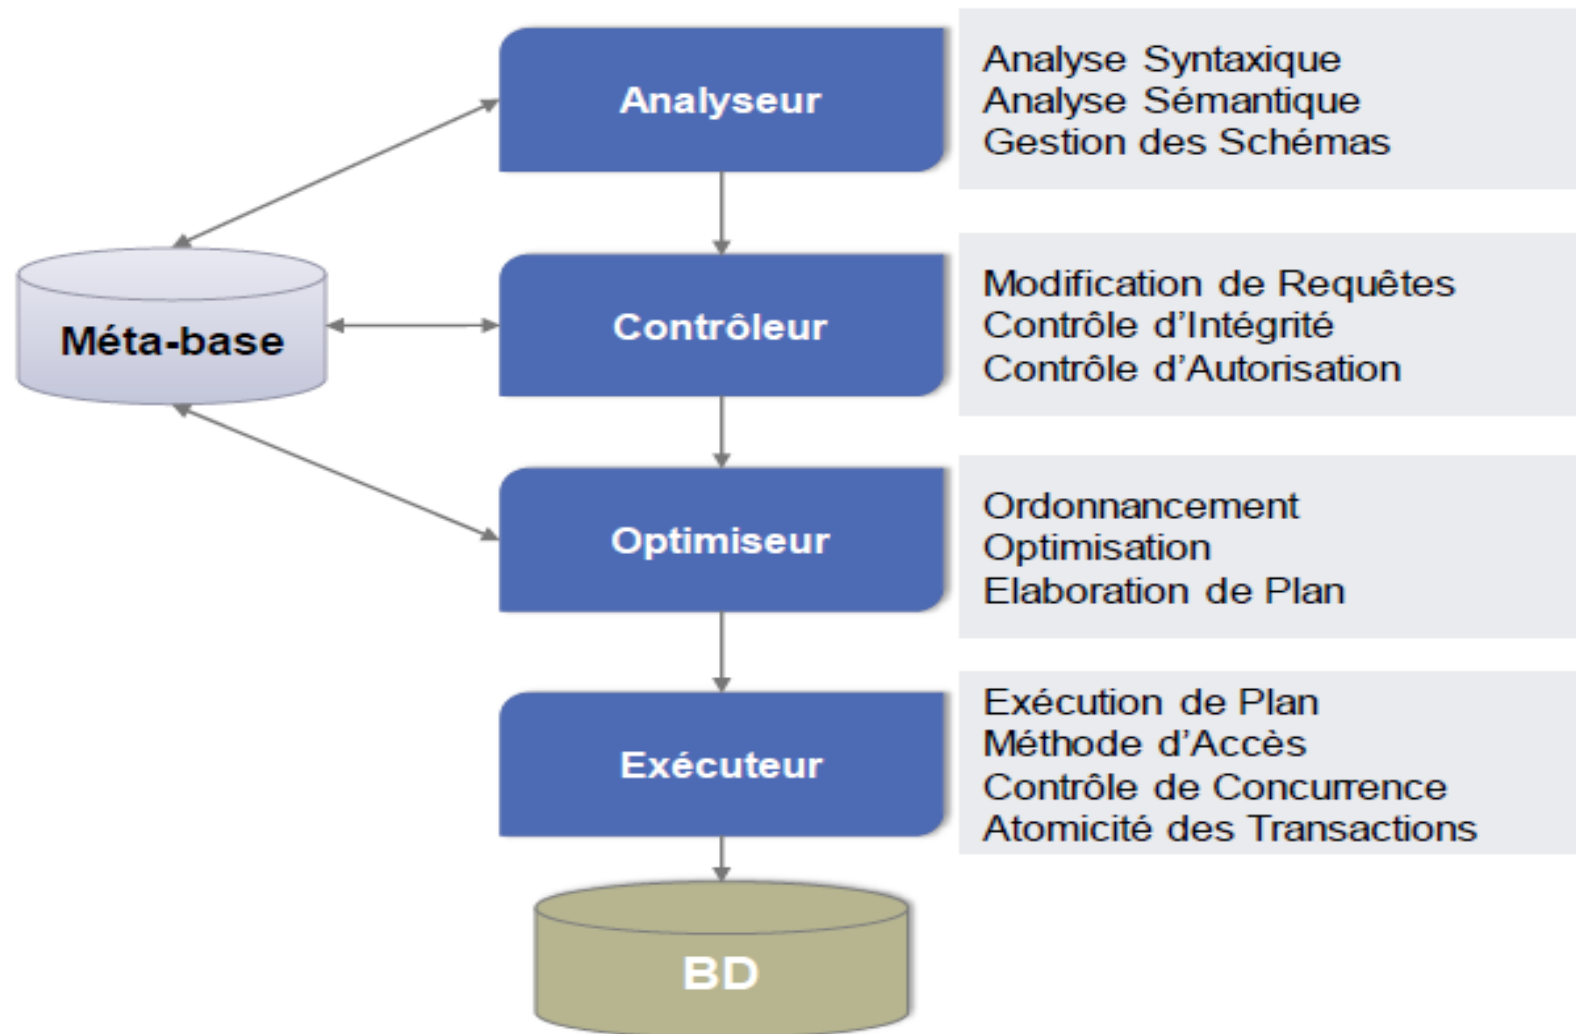 Analyseur
Analyse Syntaxique
Analyse Sémantique
Gestion des Schémas
Méta-base
Contrôleur
Modification de Requêtes
Contrôle d'Intégrité
Contrôle d'Autorisation
Optimiseur
Ordonnancement
Optimisation
Elaboration de Plan
Exécuteur
Exécution de Plan
Méthode d'Accès
Contrôle de Concurrence
Atomicité des Transactions
BD